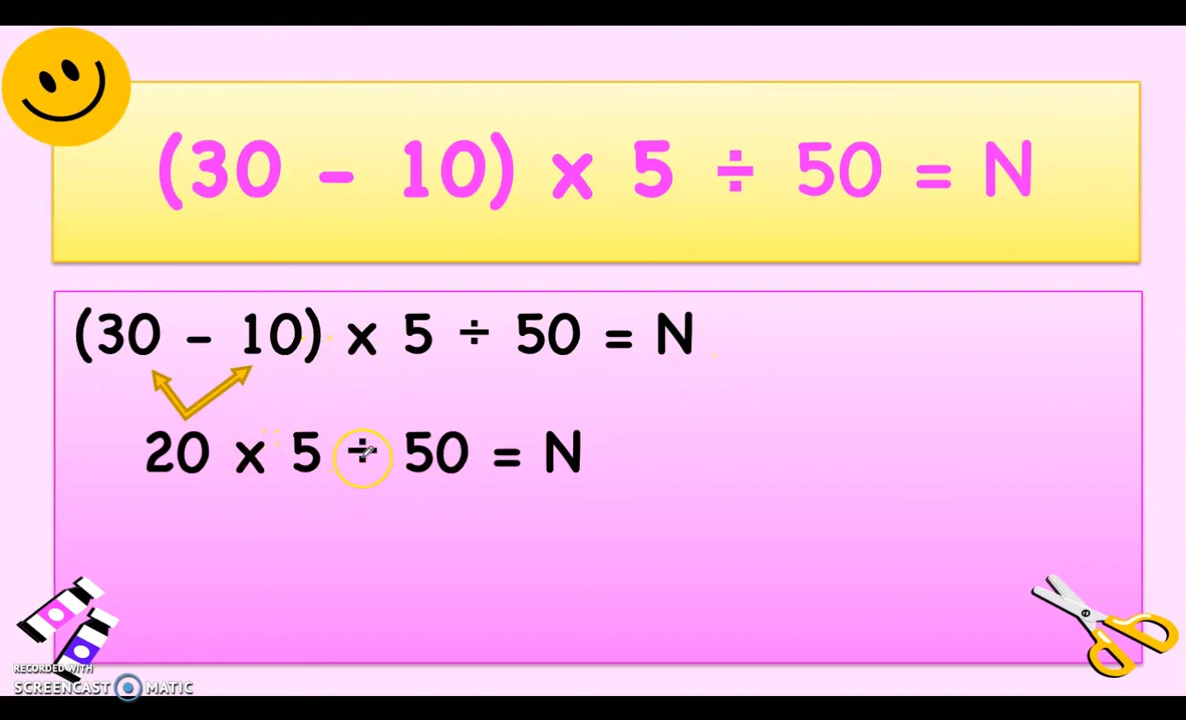 (30 - 10) x 5 ÷ 50 = N
(30 - 10) x 5 ÷ 50 = N
20 x 5 ÷ 50 = N
RECORDED WITH
SCREENCAST MATIC